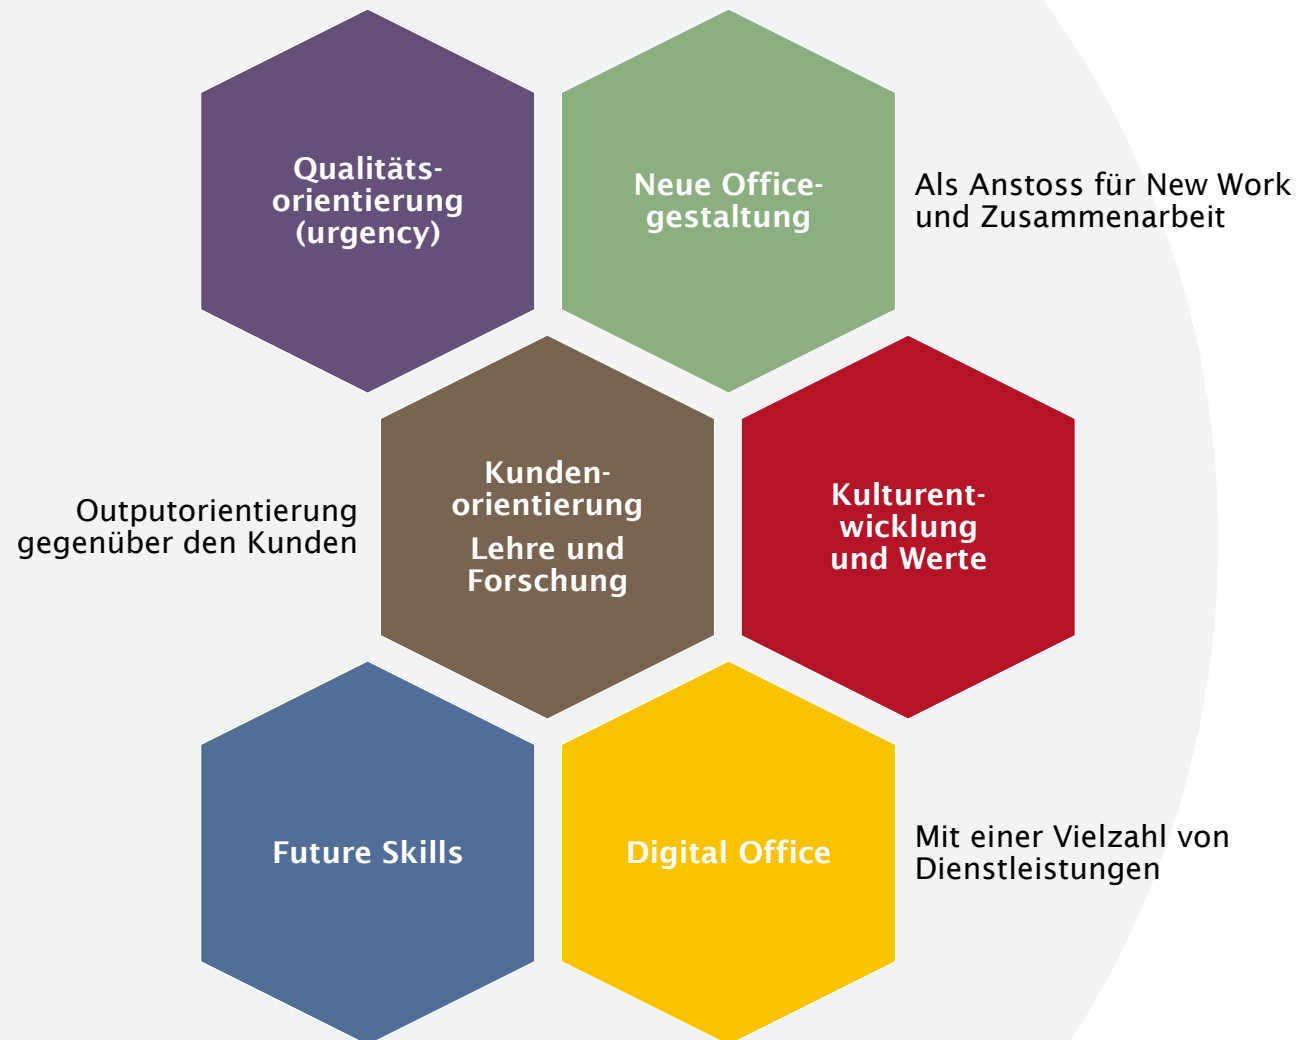 Qualitäts-
orientierung
(urgency)
Neue Office-
gestaltung
Als Anstoss für New Work
und Zusammenarbeit
Outputorientierung
gegenüber den Kunden
Kunden-
orientierung
Lehre und
Forschung
Kulturent-
wicklung
und Werte
Future Skills
Digital Office
Mit einer Vielzahl von
Dienstleistungen